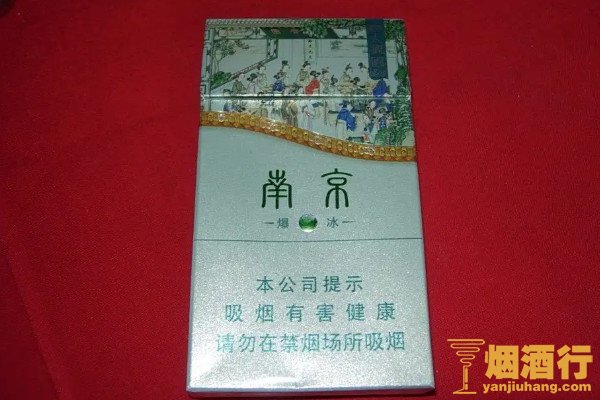 南京
爆 冰
本公司提示
吸烟有害健康
请勿在禁烟场所吸烟
烟酒行
yanjiuhang.com